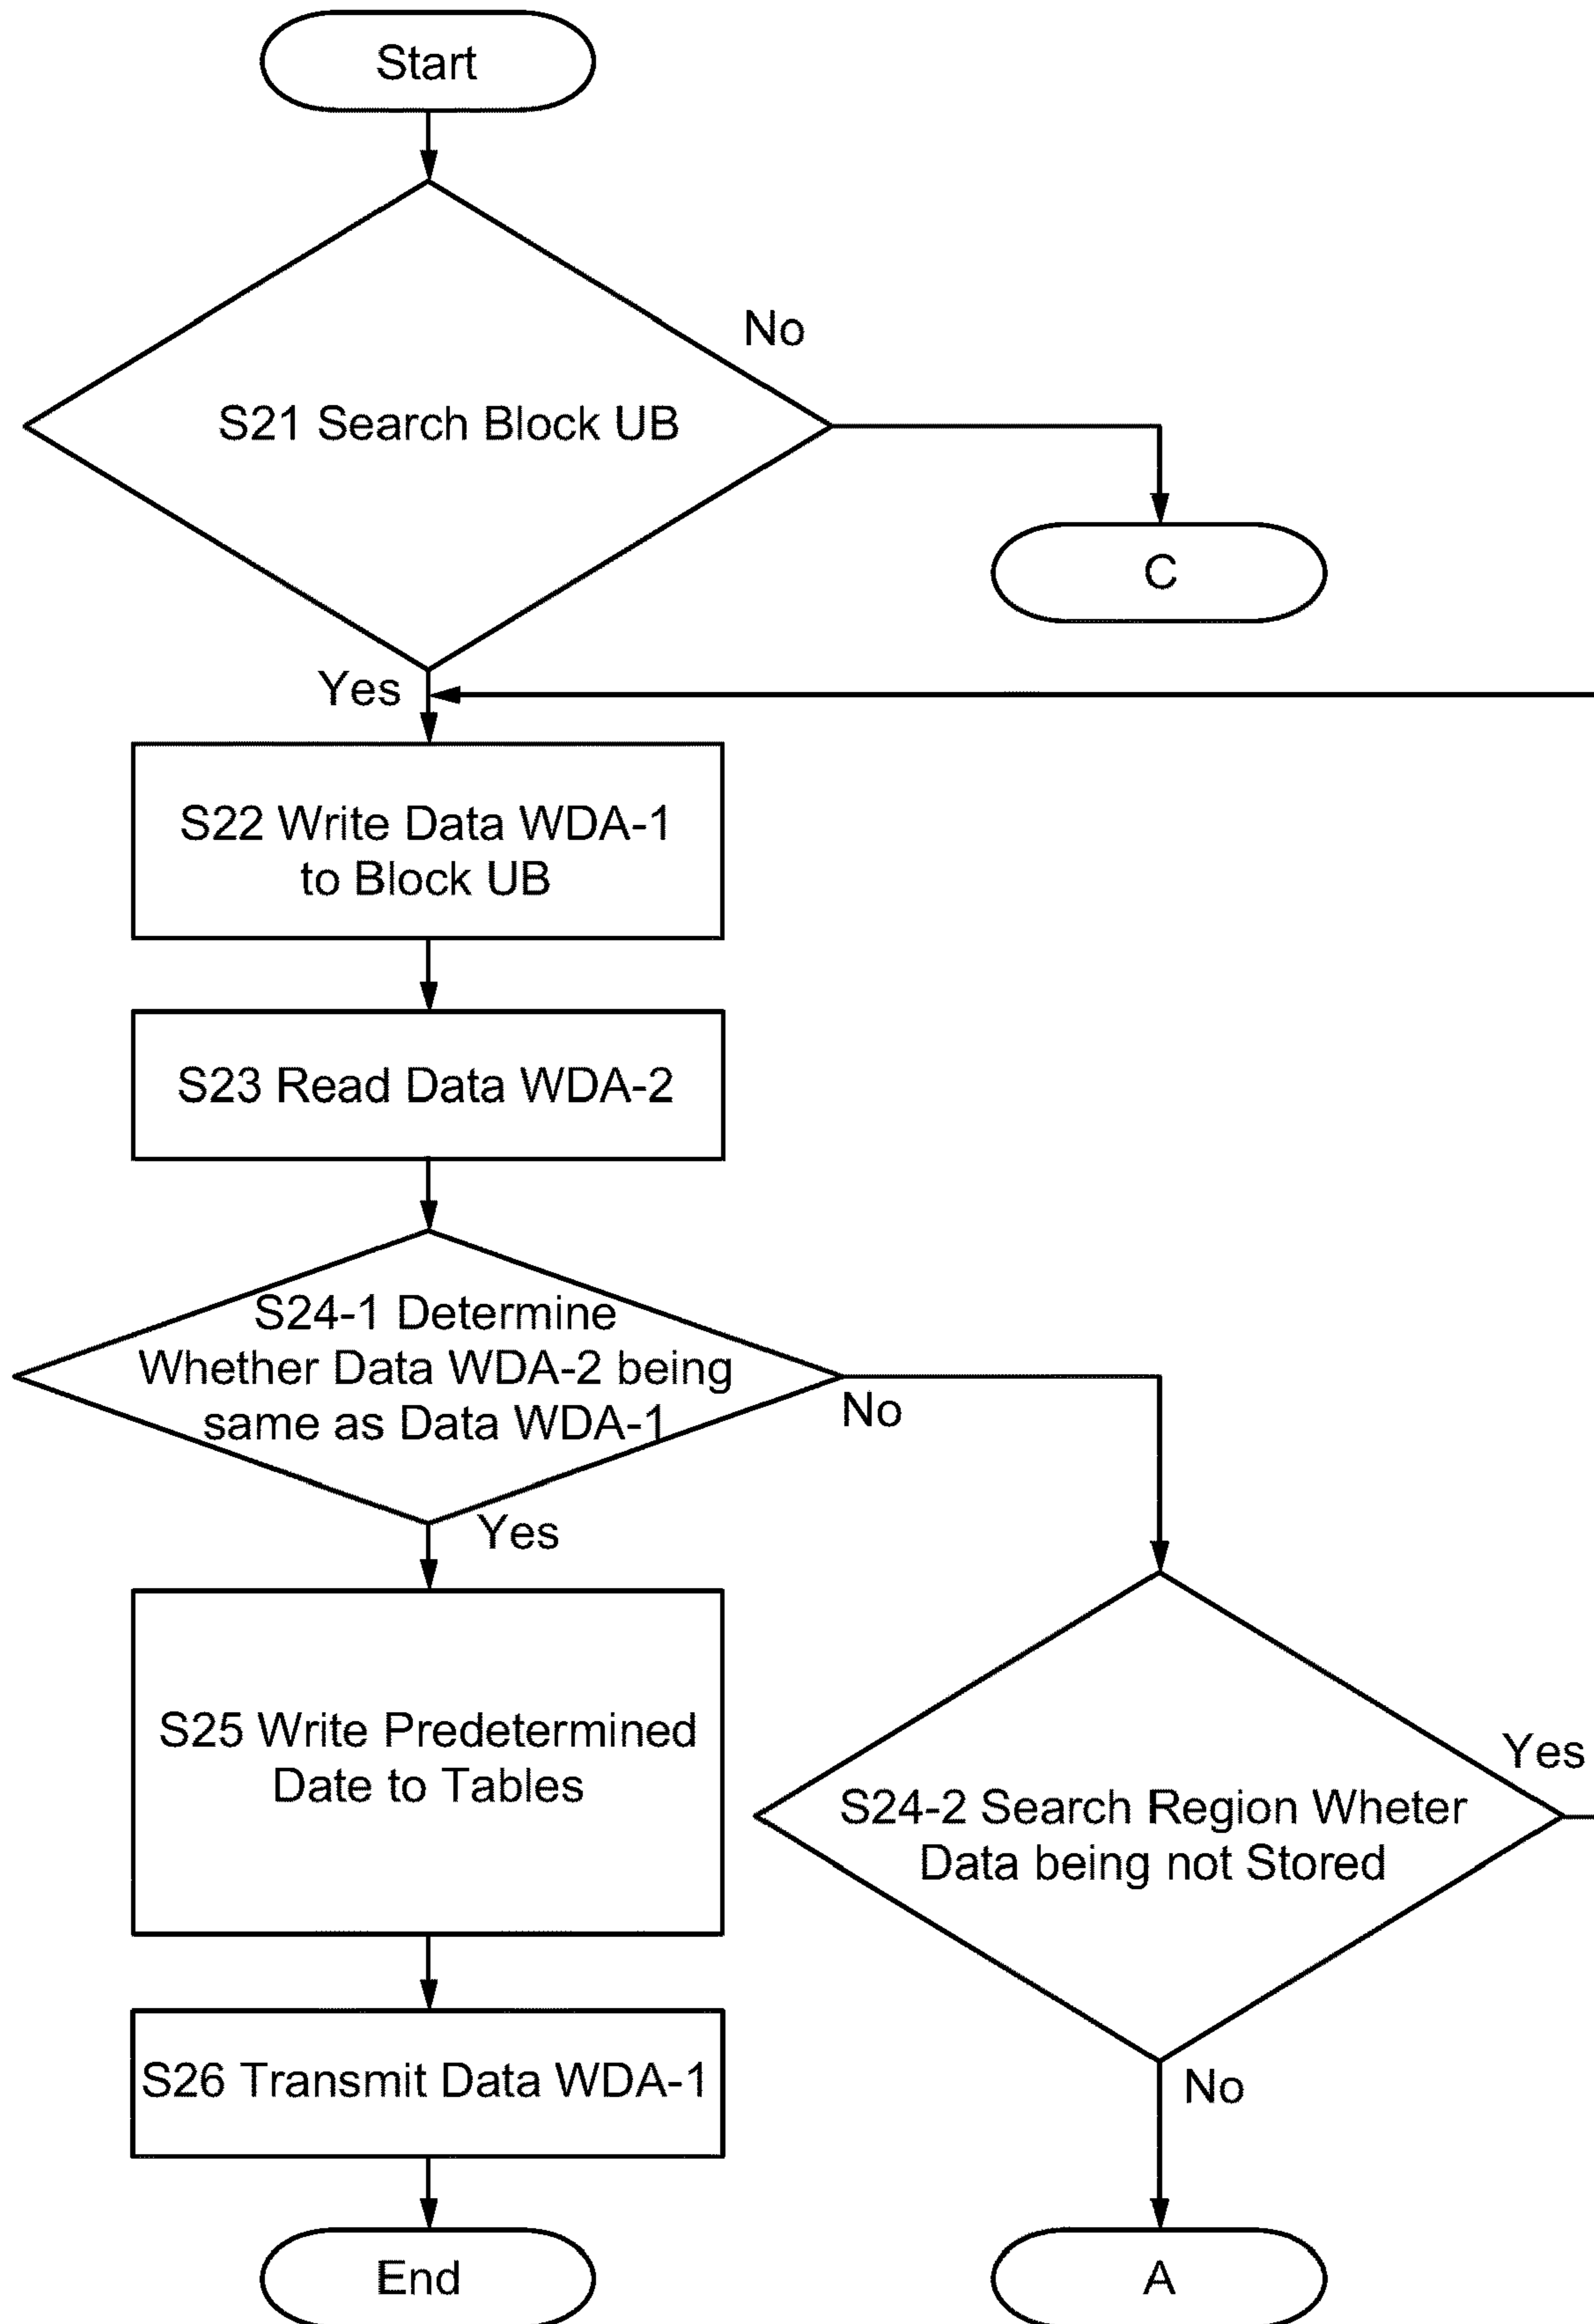 Start
No
S21 Search Block UB
C
Yes
S22 Write Data WDA-1
to Block UB
S23 Read Data WDA-2
S24-1 Determine
Whether Data WDA-2 being
same as Data WDA-1
No
Yes
S25 Write Predetermined
Date to Tables
Yes
S24-2 Search Region Wheter
Data being not Stored
S26 Transmit Data WDA-1
No
End
A